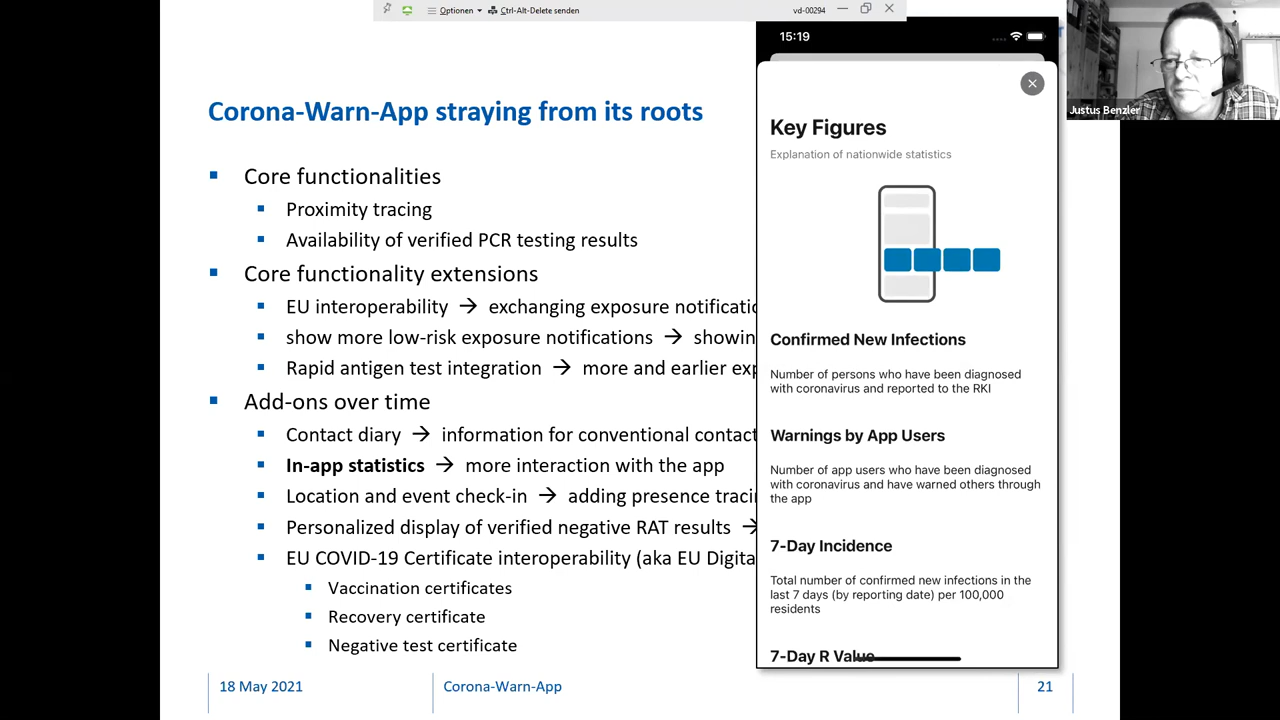 Optionen
Ctrl-Alt-Delete senden
vd-00294
15:19
Justus Benzler
Corona-Warn-App straying from its roots
Core functionalities
Proximity tracing
Availability of verified PCR testing results
Core functionality extensions
EU interoperability → exchanging exposure notificatio
show more low-risk exposure notifications → showin
Rapid antigen test integration → more and earlier exp
Add-ons over time
Contact diary → information for conventional contact
In-app statistics → more interaction with the app
Location and event check-in → adding presence tracin
Personalized display of verified negative RAT results →
EU COVID-19 Certificate interoperability (aka EU Digita
Vaccination certificates
Recovery certificate
Negative test certificate
Key Figures
Explanation of nationwide statistics
Confirmed New Infections
Number of persons who have been diagnosed
with coronavirus and reported to the RKI
Warnings by App Users
Number of app users who have been diagnosed
with coronavirus and have warned others through
the app
7-Day Incidence
Total number of confirmed new infections in the
last 7 days (by reporting date) per 100,000
residents
7-Day R Value
18 May 2021
Corona-Warn-App
21